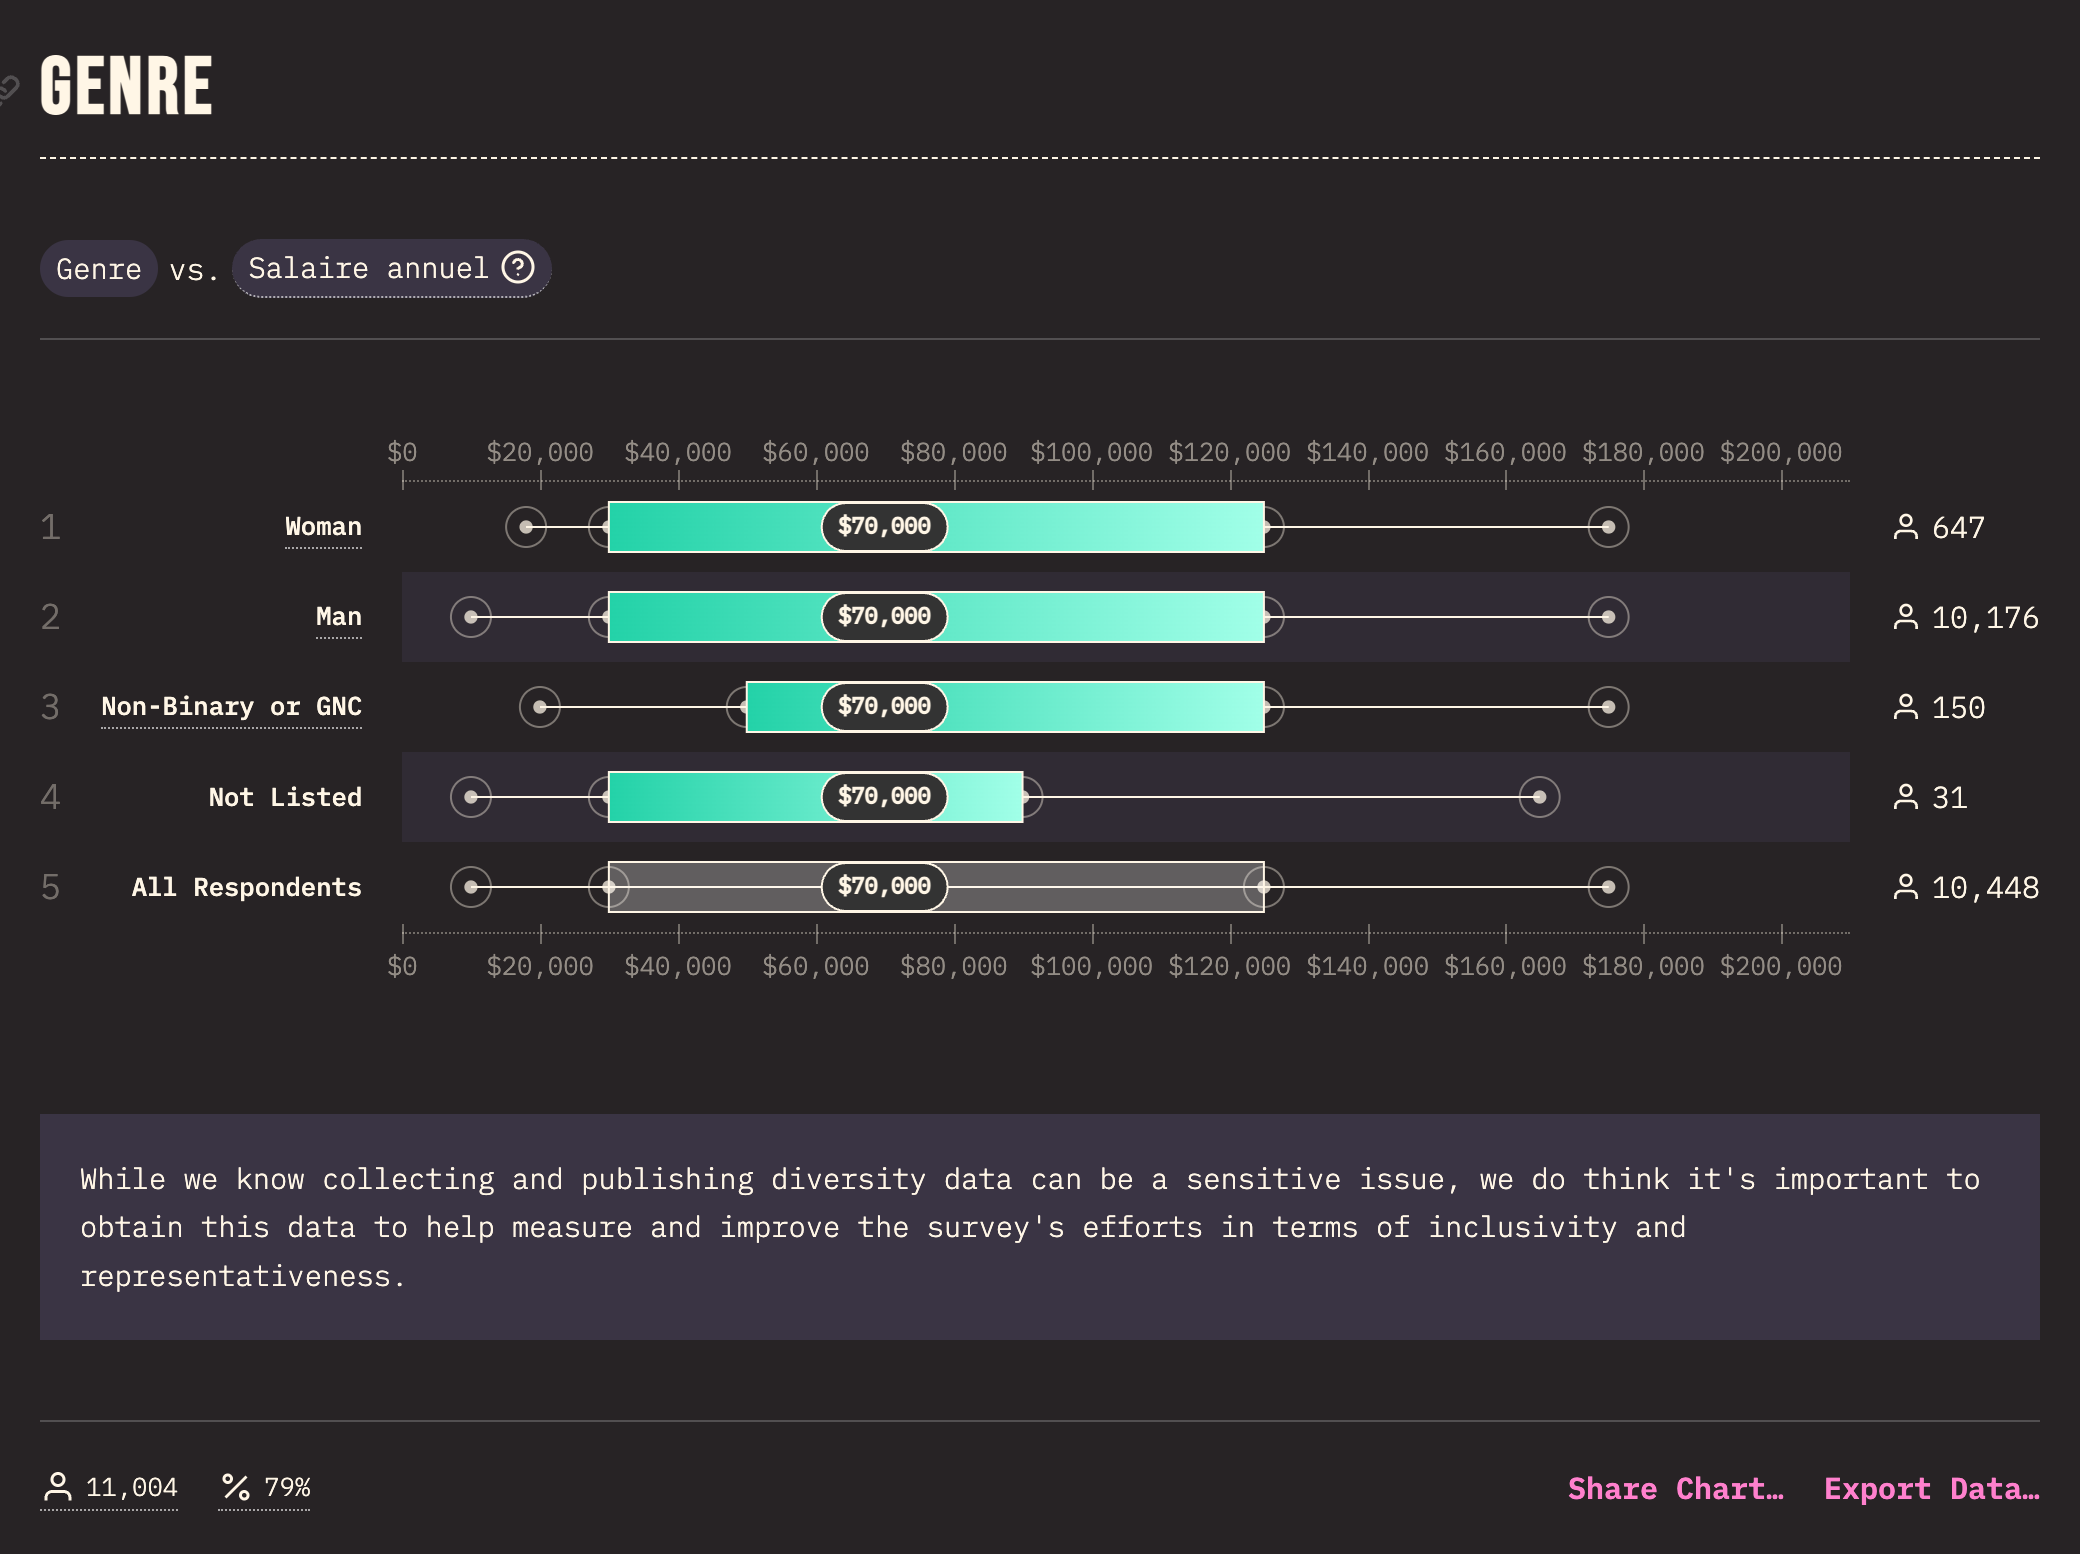 GENRE
Genre vs. Salaire annuel ?
$0 $20,000 $40,000 $60,000 $80,000 $100,000 $120,000 $140,000 $160,000 $180,000 $200,000
1 Woman $70,000 647
2 Man $70,000 10,176
3 Non-Binary or GNC $70,000 150
4 Not Listed $70,000 31
5 All Respondents $70,000 10,448
$0 $20,000 $40,000 $60,000 $80,000 $100,000 $120,000 $140,000 $160,000 $180,000 $200,000
While we know collecting and publishing diversity data can be a sensitive issue, we do think it's important to
obtain this data to help measure and improve the survey's efforts in terms of inclusivity and
representativeness.
11,004 % 79% Share Chart… Export Data…